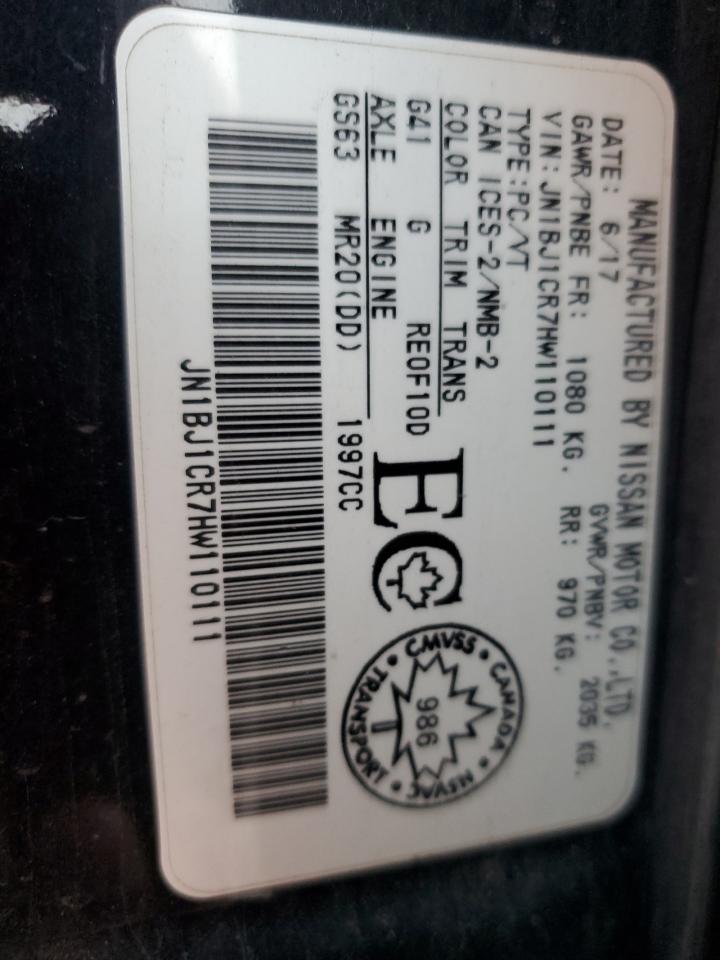 MANUFACTURED BY NISSAN MOTOR CO.,LTD.
DATE: 6/17 GVWR/PNBV: 2035 KG.
GAWR/PNBE FR: 1080 KG. RR: 970 KG.
VIN:JN1BJ1CR7HW110111
TYPE:PC/VT
CAN ICES-2/NMB-2
COLOR TRIM TRANS
G41 G RE0F10D
AXLE ENGINE
GS63 MR20(DD) 1997CC
EC
CANADA • NSVAC • TRANSPORT • CMVSS •
986
JN1BJ1CR7HW110111